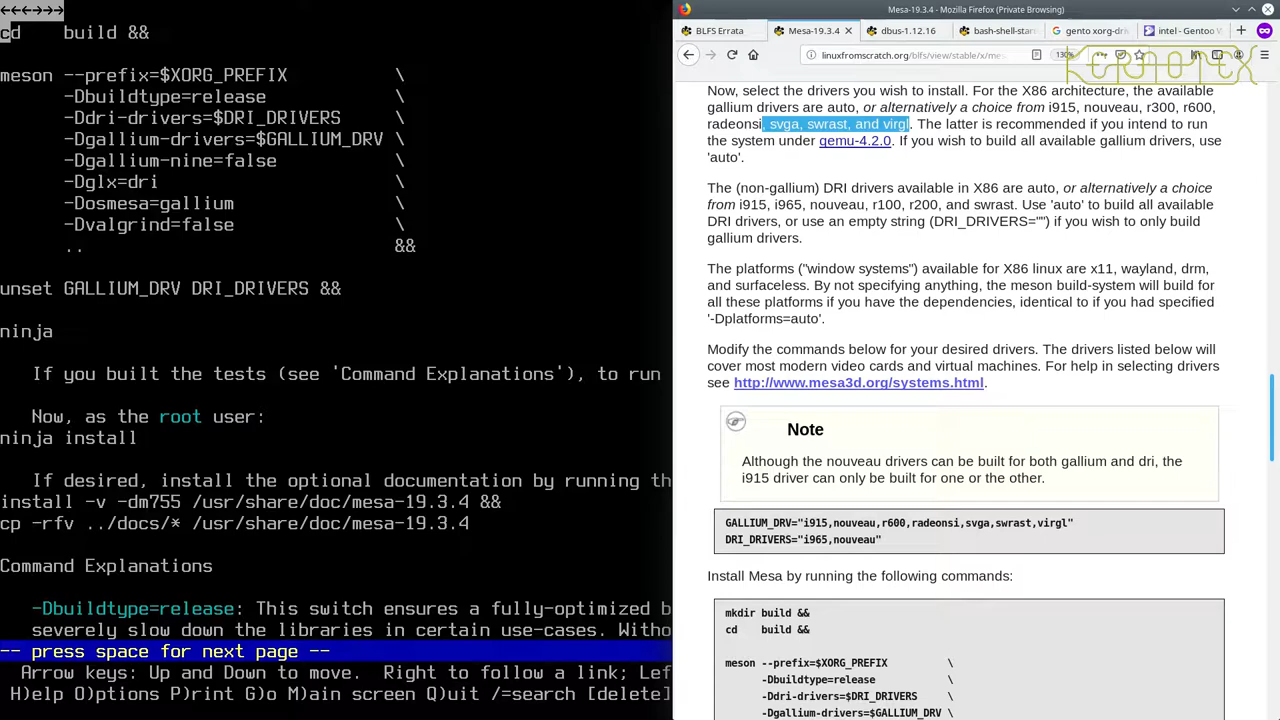 ←←←→→→
cd    build &&
meson --prefix=$XORG_PREFIX          \
-Dbuildtype=release            \
-Ddri-drivers=$DRI_DRIVERS     \
-Dgallium-drivers=$GALLIUM_DRV \
-Dgallium-nine=false           \
-Dglx=dri                      \
-Dosmesa=gallium               \
-Dvalgrind=false               \
..                             &&
unset GALLIUM_DRV DRI_DRIVERS &&
ninja
If you built the tests (see 'Command Explanations'), to run
Now, as the root user:
ninja install
If desired, install the optional documentation by running th
install -v -dm755 /usr/share/doc/mesa-19.3.4 &&
cp -rfv ../docs/* /usr/share/doc/mesa-19.3.4
Command Explanations
-Dbuildtype=release: This switch ensures a fully-optimized b
severely slow down the libraries in certain use-cases. Witho
-- press space for next page --
Arrow keys: Up and Down to move.  Right to follow a link; Lef
H)elp O)ptions P)rint G)o M)ain screen Q)uit /=search [delete]
Mesa-19.3.4 - Mozilla Firefox (Private Browsing)
BLFS Errata
Mesa-19.3.4
dbus-1.12.16
bash-shell-star
gento xorg-driv
intel - Gentoo W
linuxfromscratch.org/blfs/view/stable/x/mes
130%
KERNOTEX
Now, select the drivers you wish to install. For the X86 architecture, the available
gallium drivers are auto, or alternatively a choice from i915, nouveau, r300, r600,
radeonsi, svga, swrast, and virgl. The latter is recommended if you intend to run
the system under qemu-4.2.0. If you wish to build all available gallium drivers, use
'auto'.
The (non-gallium) DRI drivers available in X86 are auto, or alternatively a choice
from i915, i965, nouveau, r100, r200, and swrast. Use 'auto' to build all available
DRI drivers, or use an empty string (DRI_DRIVERS="") if you wish to only build
gallium drivers.
The platforms ("window systems") available for X86 linux are x11, wayland, drm,
and surfaceless. By not specifying anything, the meson build-system will build for
all these platforms if you have the dependencies, identical to if you had specified
'-Dplatforms=auto'.
Modify the commands below for your desired drivers. The drivers listed below will
cover most modern video cards and virtual machines. For help in selecting drivers
see http://www.mesa3d.org/systems.html.
Note
Although the nouveau drivers can be built for both gallium and dri, the
i915 driver can only be built for one or the other.
GALLIUM_DRV="i915,nouveau,r600,radeonsi,svga,swrast,virgl"
DRI_DRIVERS="i965,nouveau"
Install Mesa by running the following commands:
mkdir build &&
cd    build &&
meson --prefix=$XORG_PREFIX          \
-Dbuildtype=release            \
-Ddri-drivers=$DRI_DRIVERS     \
-Dgallium-drivers=$GALLIUM_DRV \